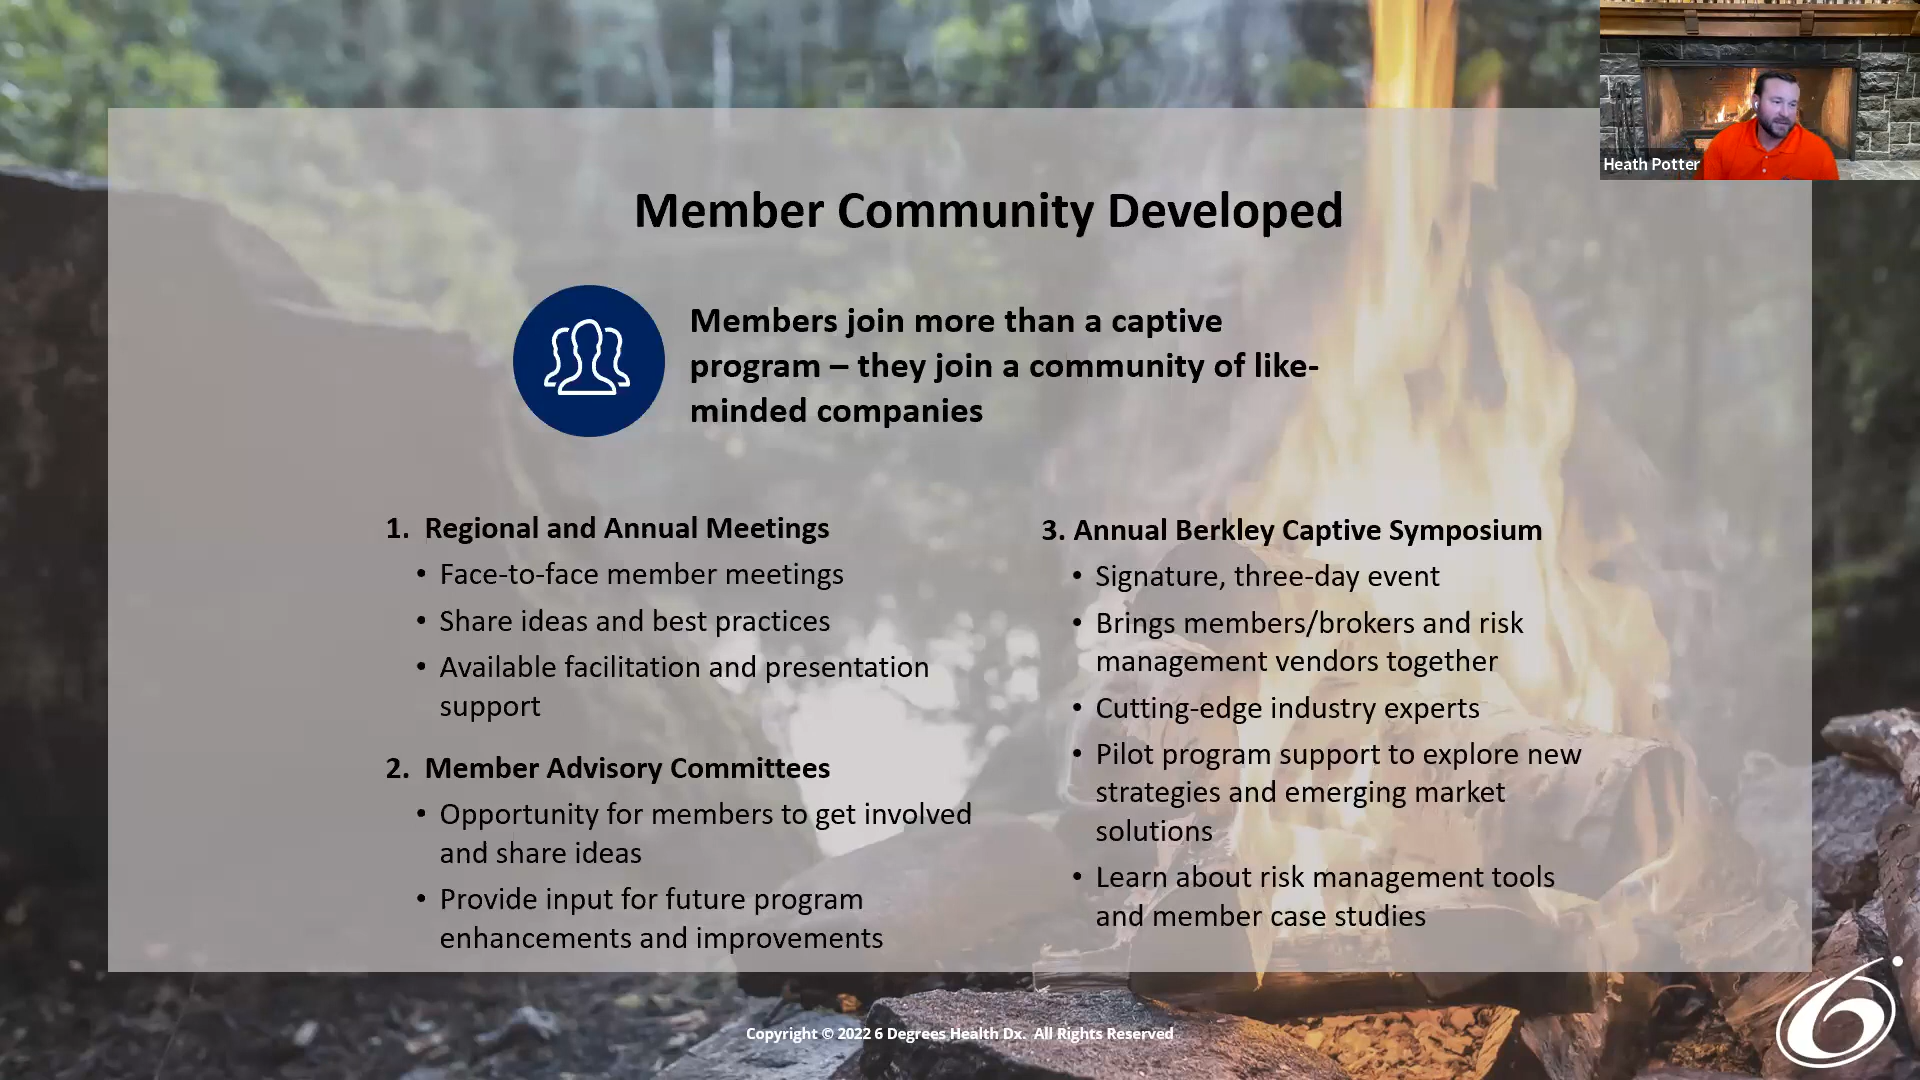 Heath Potter
Member Community Developed
Members join more than a captive
program – they join a community of like-
minded companies
1. Regional and Annual Meetings
• Face-to-face member meetings
• Share ideas and best practices
• Available facilitation and presentation
support
2. Member Advisory Committees
• Opportunity for members to get involved
and share ideas
• Provide input for future program
enhancements and improvements
3. Annual Berkley Captive Symposium
• Signature, three-day event
• Brings members/brokers and risk
management vendors together
• Cutting-edge industry experts
• Pilot program support to explore new
strategies and emerging market
solutions
• Learn about risk management tools
and member case studies
Copyright © 2022 6 Degrees Health Dx. All Rights Reserved
6